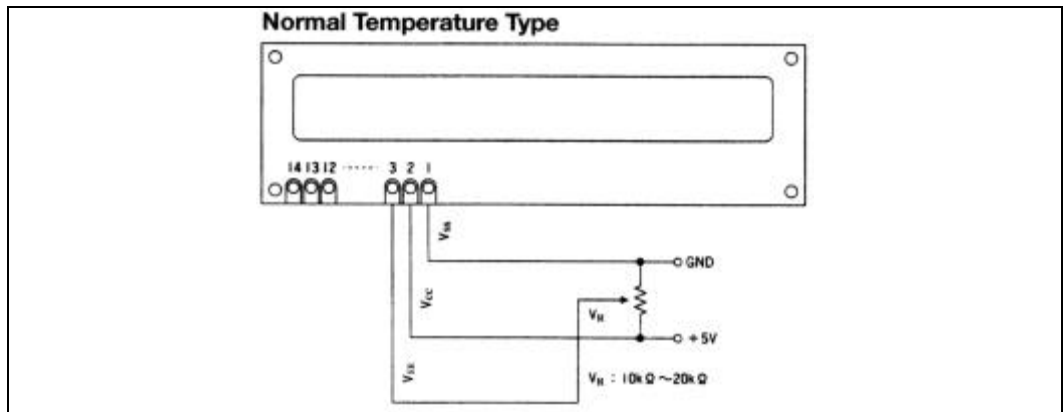 Normal Temperature Type
14 13 12 ······ 3 2 1
Vss
GND
Vcc
VR
+5V
VEE
VR : 10kΩ~20kΩ